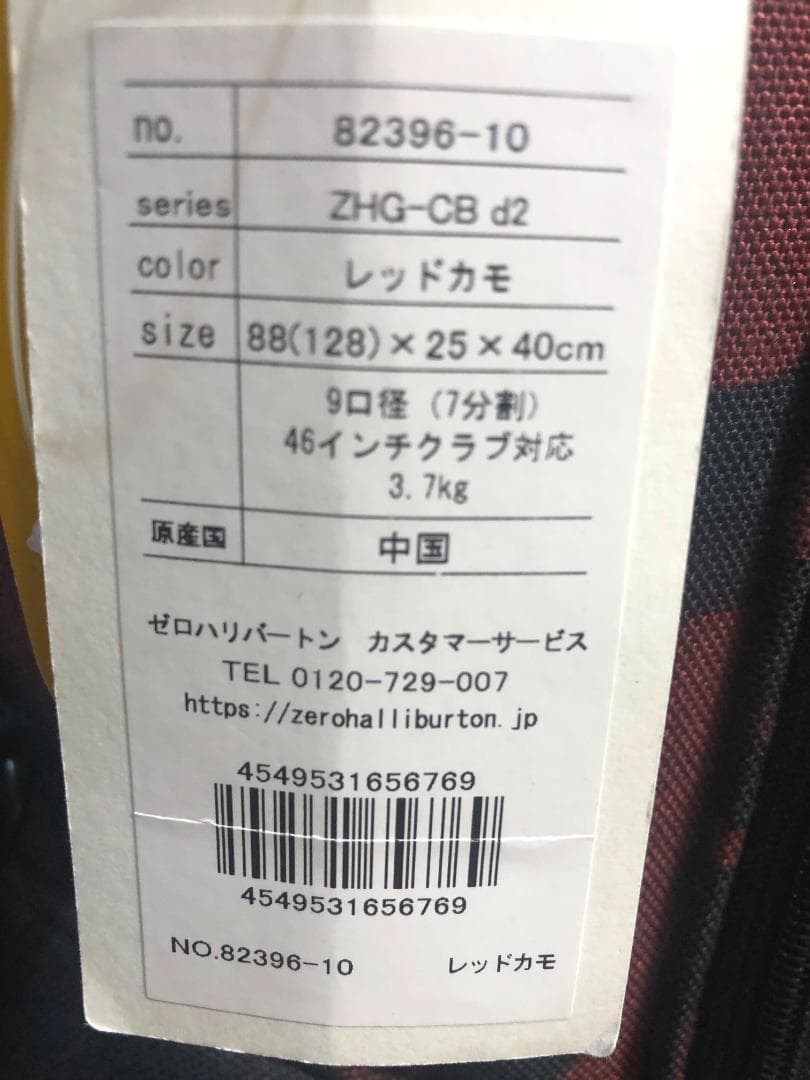 no. 82396-10
series ZHG-CB d2
color レッドカモ
size 88(128)×25×40cm
9口径 (7分割)
46インチクラブ対応
3.7kg
原産国 中国
ゼロハリバートン カスタマーサービス
TEL 0120-729-007
https://zerohalliburton.jp
4549531656769
4549531656769
NO.82396-10 レッドカモ